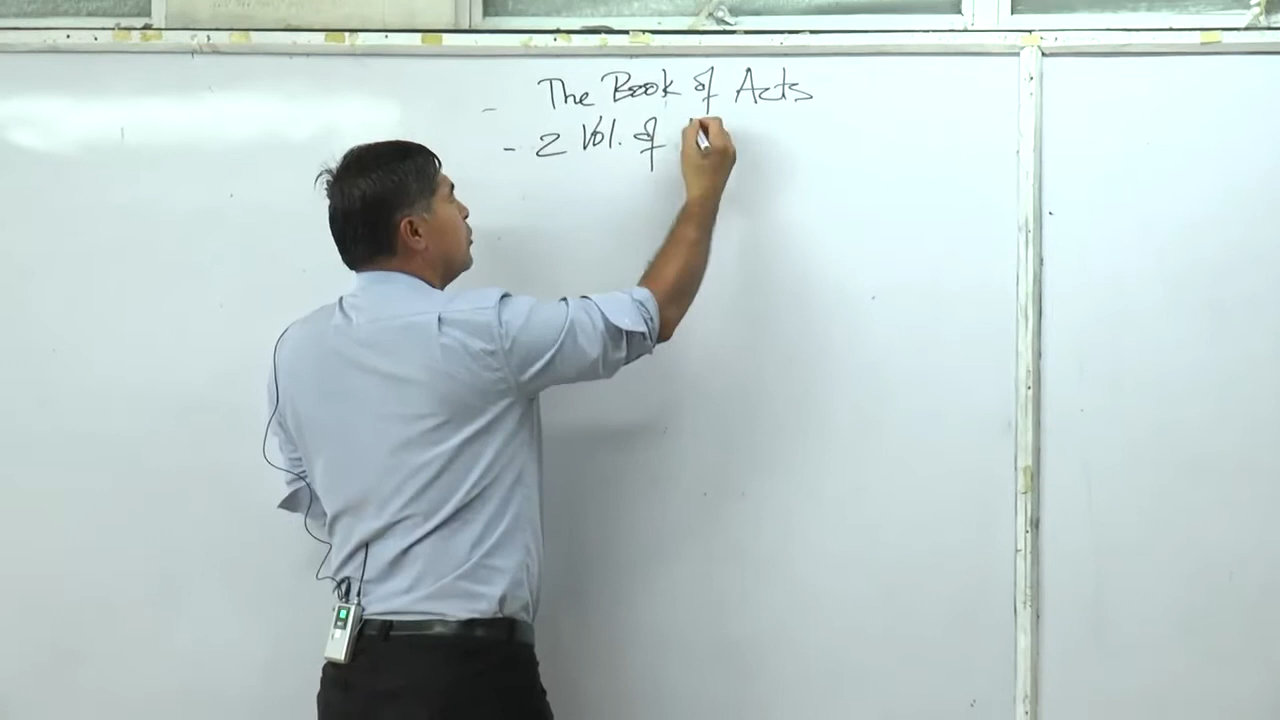 - The Book of Acts
- 2 Vol. of